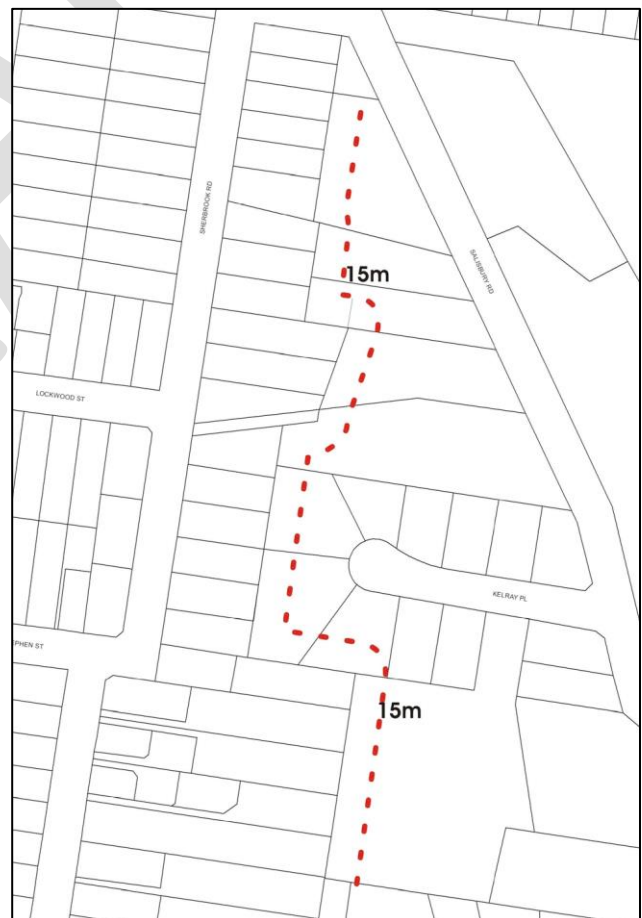 SHERBROOK RD
SALISBURY RD
15m
LOCKWOOD ST
KELRAY PL
PHEN ST
15m